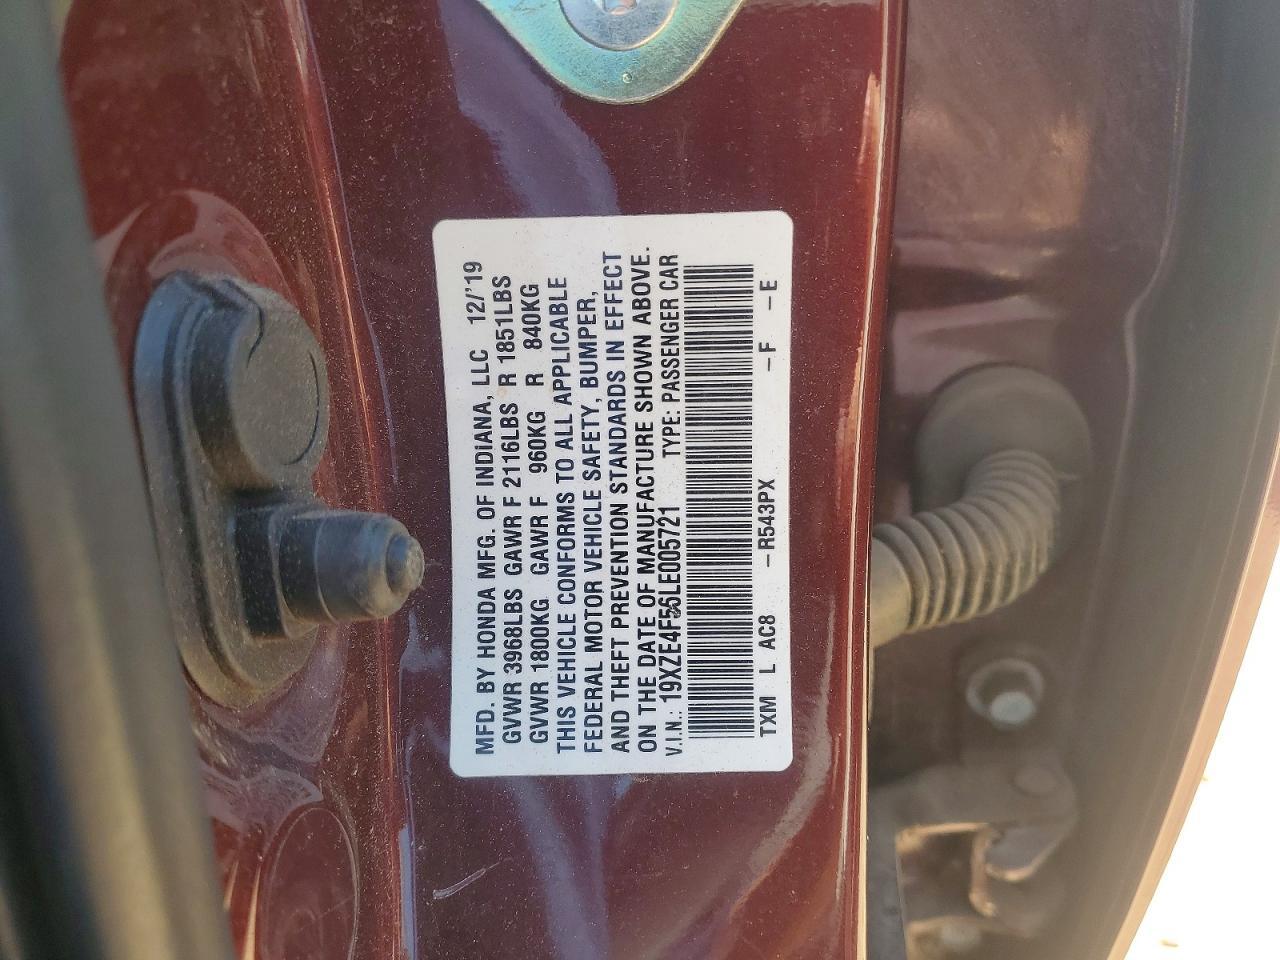 MFD. BY HONDA MFG. OF INDIANA, LLC 12/'19
GVWR 3968LBS GAWR F 2116LBS R 1851LBS
GVWR 1800KG GAWR F 960KG R 840KG
THIS VEHICLE CONFORMS TO ALL APPLICABLE
FEDERAL MOTOR VEHICLE SAFETY, BUMPER,
AND THEFT PREVENTION STANDARDS IN EFFECT
ON THE DATE OF MANUFACTURE SHOWN ABOVE.
V.I.N.: 19XZE4F56LE005721 TYPE: PASSENGER CAR
TXM L AC8 -R543PX -F -E